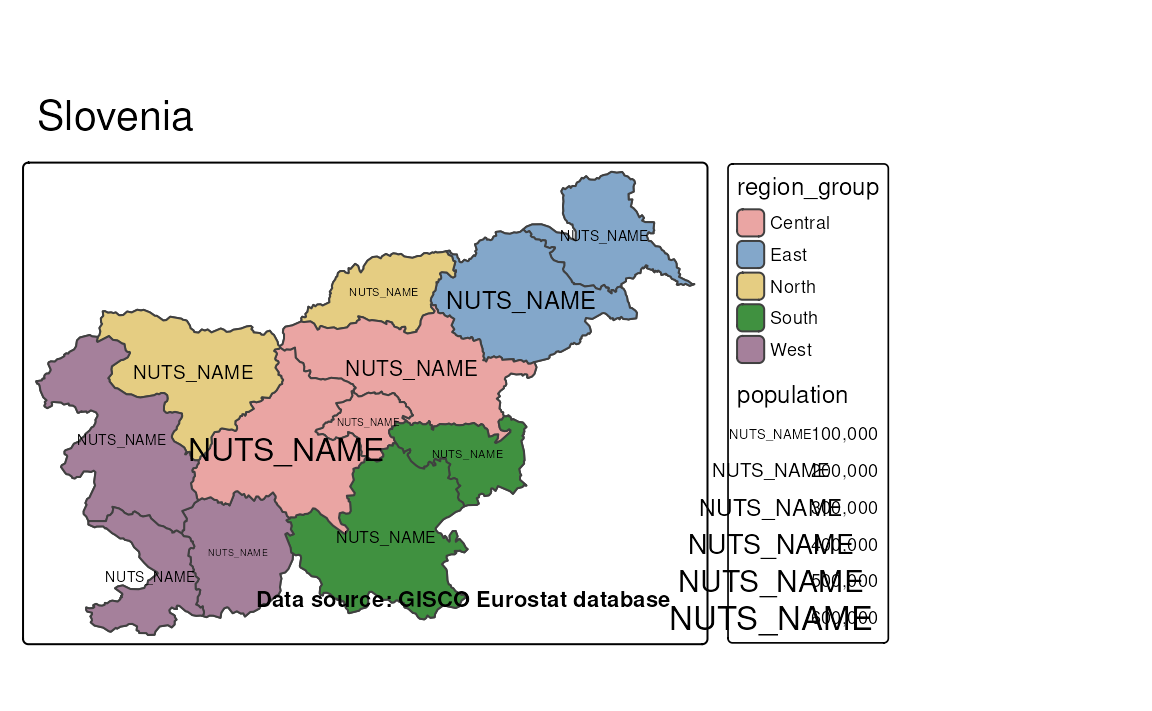 Slovenia
NUTS_NAME
NUTS_NAME
NUTS_NAME
NUTS_NAME
NUTS_NAME
NUTS_NAME
NUTS_NAME
NUTS_NAME
NUTS_NAME
NUTS_NAME
NUTS_NAME
NUTS_NAME
Data source: GISCO Eurostat database
region_group
Central
East
North
South
West
population
NUTS_NAME 100,000
NUTS_NAME 200,000
NUTS_NAME 300,000
NUTS_NAME 400,000
NUTS_NAME 500,000
NUTS_NAME 600,000